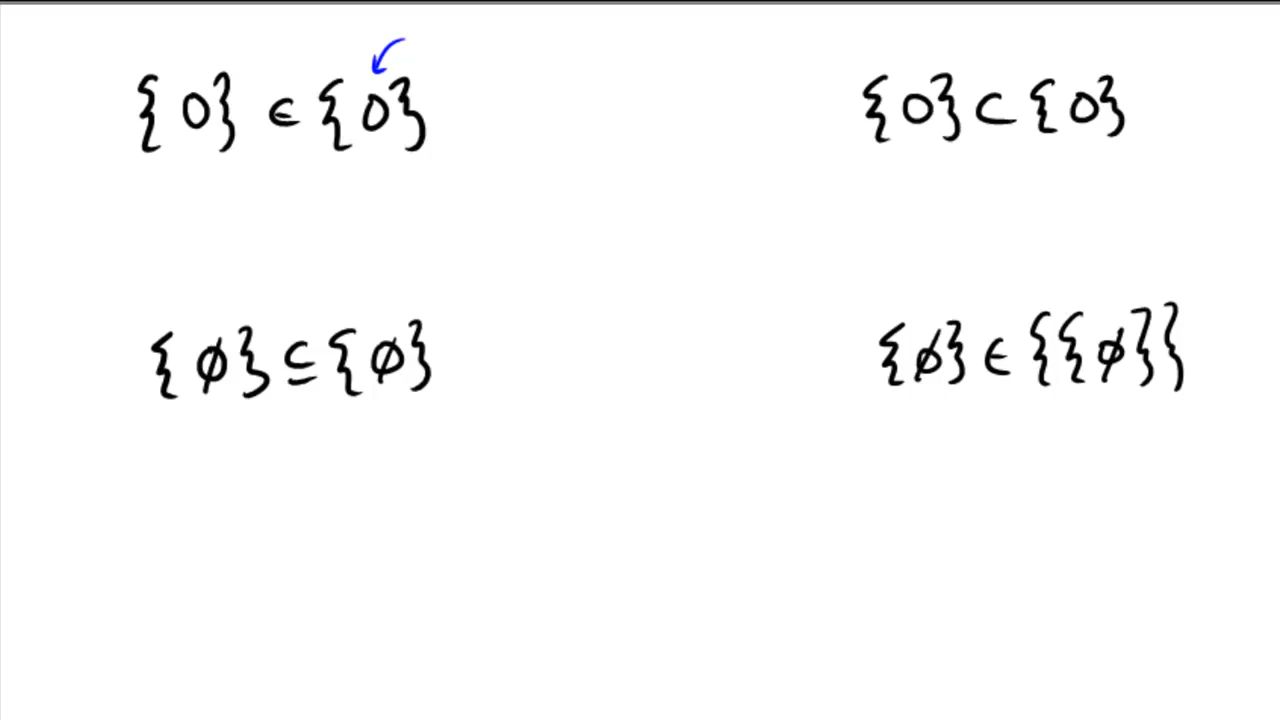 {0} ∈ {0}
{0} ⊂ {0}
{∅} ⊆ {∅}
{∅} ∈ {{∅}}